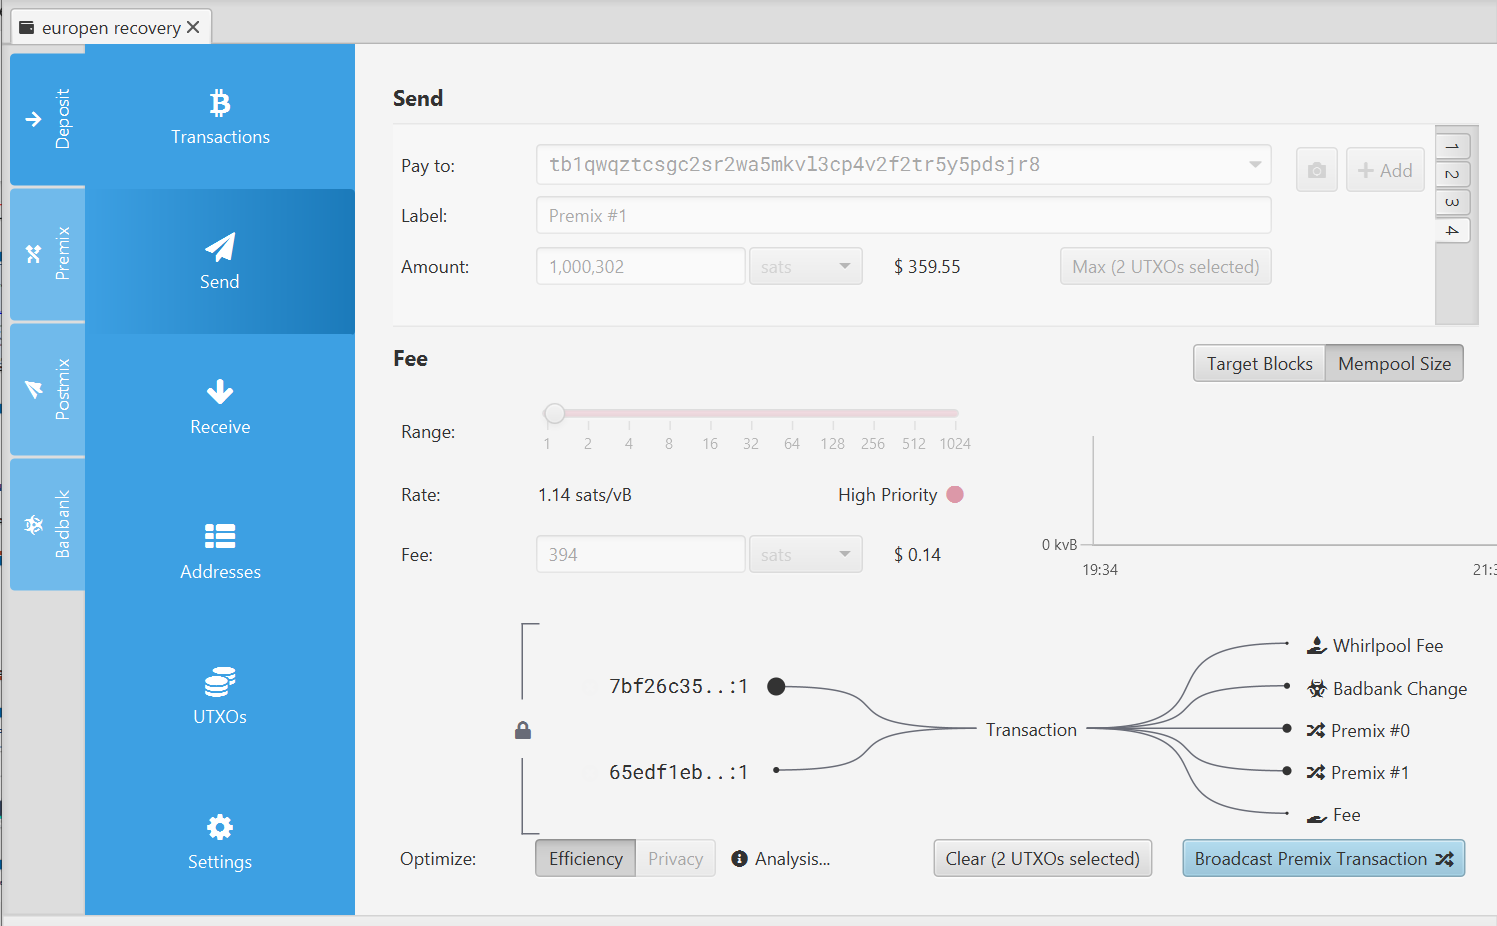 europen recovery
Deposit
Premix
Postmix
Badbank
Transactions
Send
Receive
Addresses
UTXOs
Settings
Send
Pay to:
tb1qwqztcsgc2sr2wa5mkvl3cp4v2f2tr5y5pdsjr8
Add
Label:
Premix #1
Amount:
1,000,302
sats
$ 359.55
Max (2 UTXOs selected)
1
2
3
4
Fee
Target Blocks
Mempool Size
Range:
1 2 4 8 16 32 64 128 256 512 1024
Rate:
1.14 sats/vB
High Priority
Fee:
394
sats
$ 0.14
0 kvB
19:34
7bf26c35..:1
65edf1eb..:1
Transaction
Whirlpool Fee
Badbank Change
Premix #0
Premix #1
Fee
Optimize:
Efficiency
Privacy
Analysis...
Clear (2 UTXOs selected)
Broadcast Premix Transaction